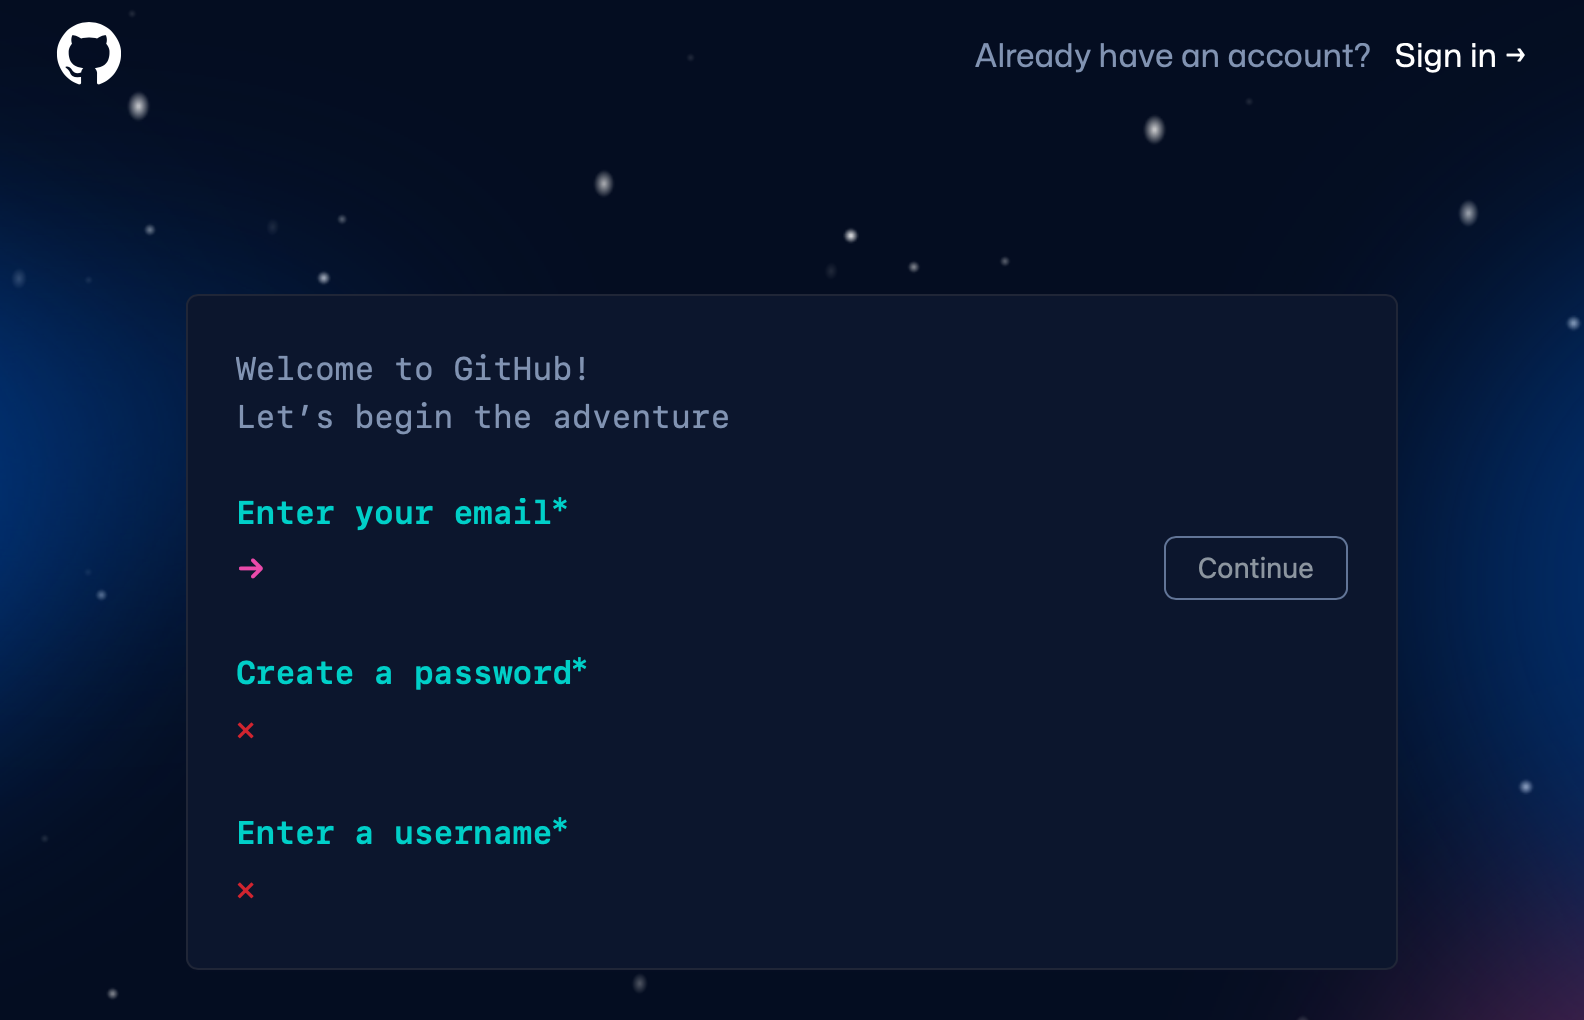 Already have an account? Sign in →
Welcome to GitHub!
Let’s begin the adventure
Enter your email*
→
Continue
Create a password*
×
Enter a username*
×